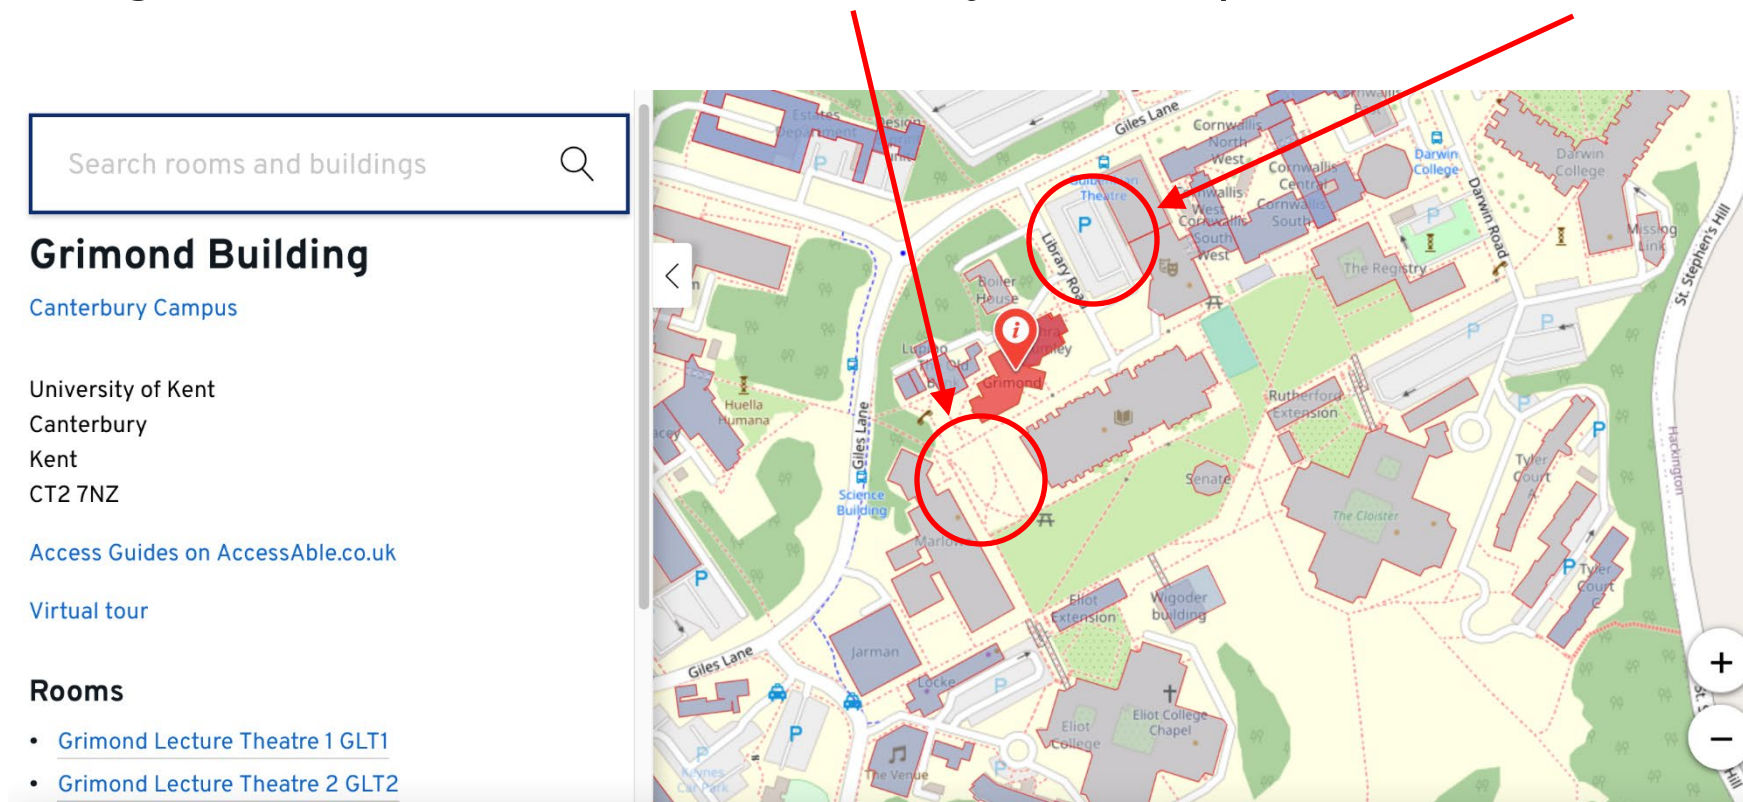 Search rooms and buildings
Grimond Building
Canterbury Campus
University of Kent
Canterbury
Kent
CT2 7NZ
Access Guides on AccessAble.co.uk
Virtual tour
Rooms
• Grimond Lecture Theatre 1 GLT1
• Grimond Lecture Theatre 2 GLT2
Estates
Department
Design
Giles Lane
Cornwallis
North
West
Cornwallis
Central
Cornwallis
South
West
Cornwallis
South
West
Darwin
College
Darwin
College
Darwin Road
Missing
Link
St. Stephen's Hill
Theatre
P
Library Road
Boiler
House
The Registry
Grimond
Huella
Humana
Giles Lane
Science
Building
Rutherford
Extension
Senate
The Cloister
Tyler
Court
A
Hackington
Tyler
Court
C
Eliot
Extension
Wigoder
building
Jarman
Giles Lane
Locke
Eliot
College
Eliot College
Chapel
The Venue
Keynes
Car Park
+
−